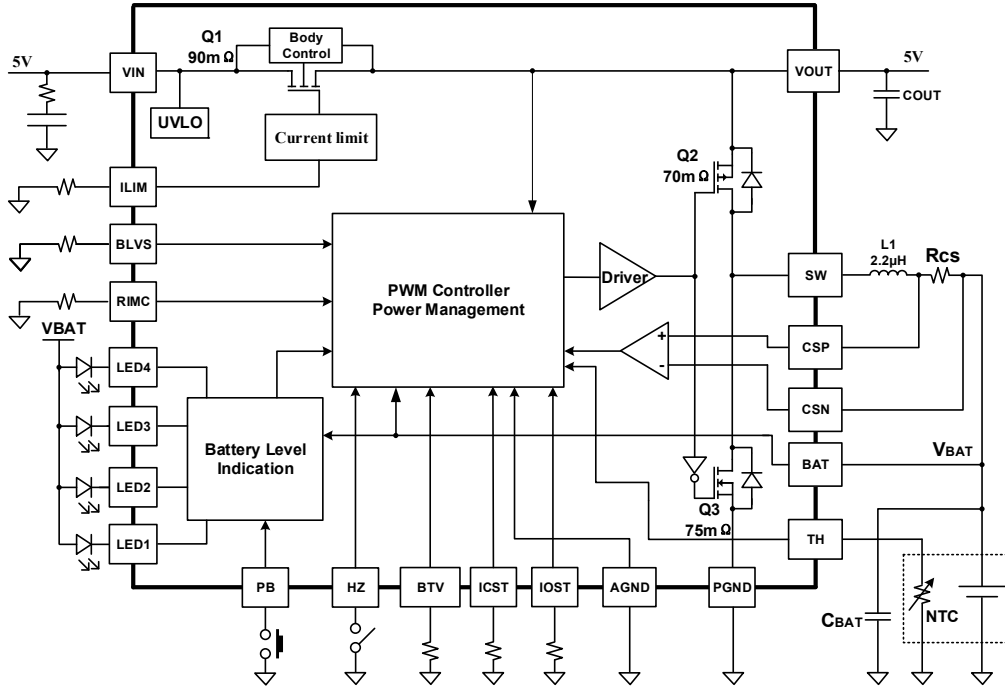 5V
VIN
Q1
90mΩ
Body
Control
UVLO
Current limit
VOUT
5V
COUT
ILIM
Q2
70mΩ
BLVS
RIMC
PWM Controller
Power Management
Driver
SW
L1
2.2µH
Rcs
+
-
CSP
CSN
VBAT
LED4
LED3
LED2
LED1
Battery Level
Indication
BAT
VBAT
Q3
75mΩ
TH
PB
HZ
BTV
ICST
IOST
AGND
PGND
CBAT
NTC